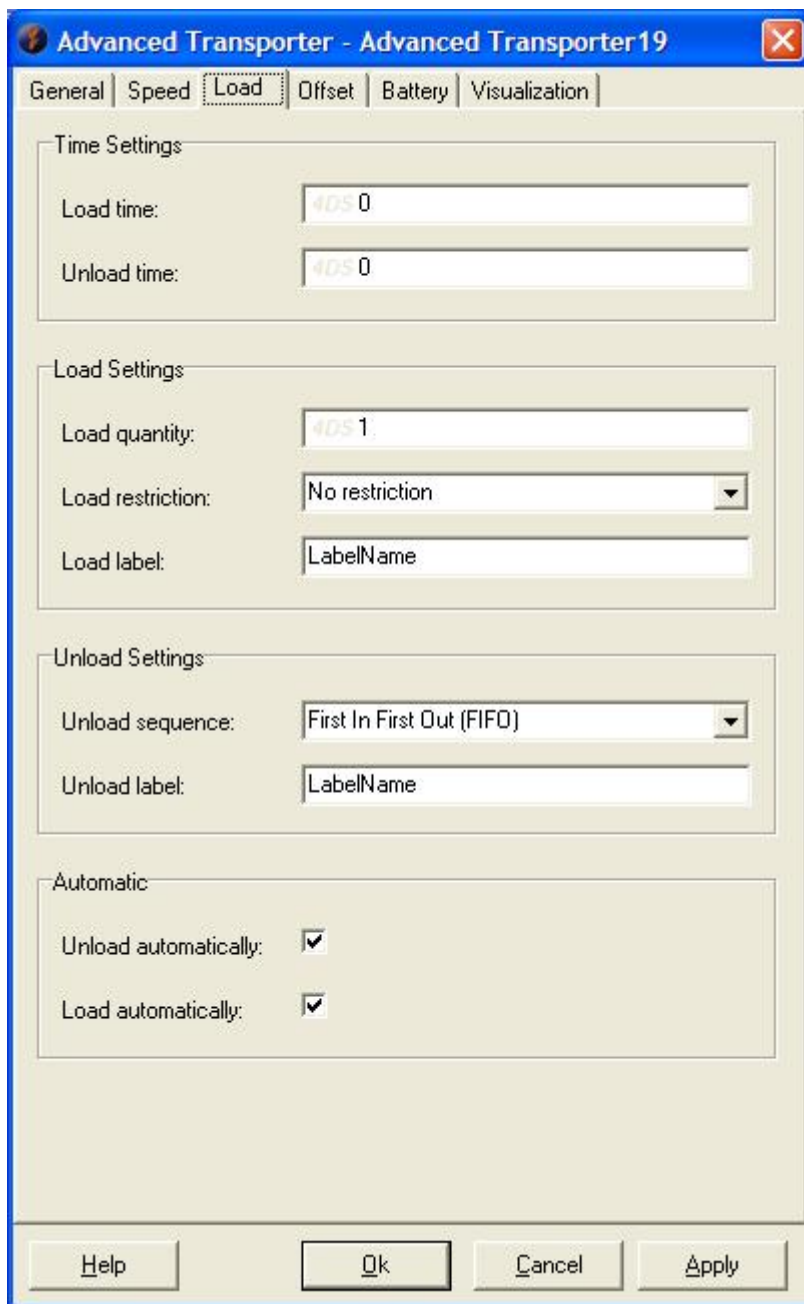 Advanced Transporter - Advanced Transporter19
General Speed Load Offset Battery Visualization
Time Settings
Load time: 4DS 0
Unload time: 4DS 0
Load Settings
Load quantity: 4DS 1
Load restriction: No restriction
Load label: LabelName
Unload Settings
Unload sequence: First In First Out (FIFO)
Unload label: LabelName
Automatic
Unload automatically:
Load automatically:
Help Ok Cancel Apply